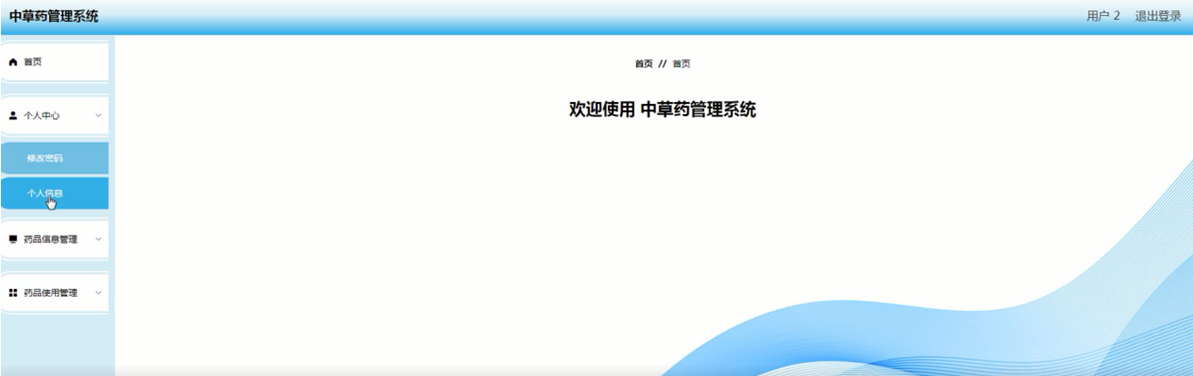 中草药管理系统
用户 2 退出登录
首页
个人中心
修改密码
个人信息
药品信息管理
药品使用管理
首页 // 首页
欢迎使用 中草药管理系统